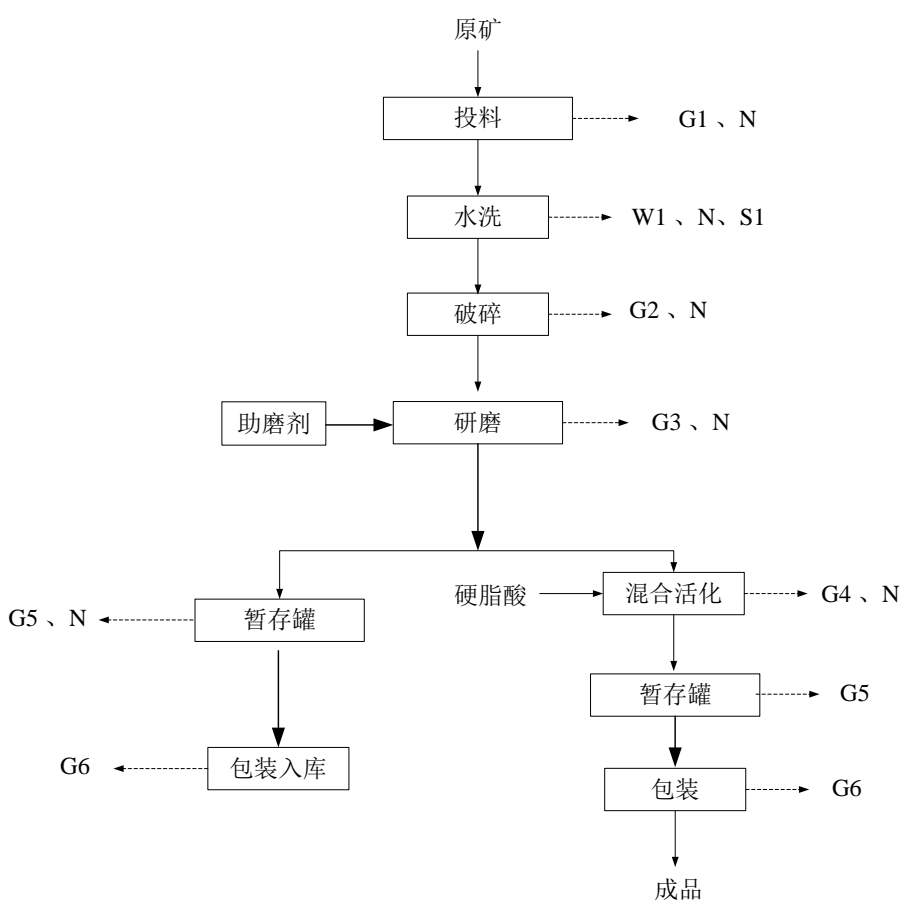 原矿
投料
G1 、N
水洗
W1 、N、S1
破碎
G2 、N
助磨剂
研磨
G3 、N
硬脂酸
混合活化
G4 、N
G5 、N
暂存罐
暂存罐
G5
G6
包装入库
包装
G6
成品